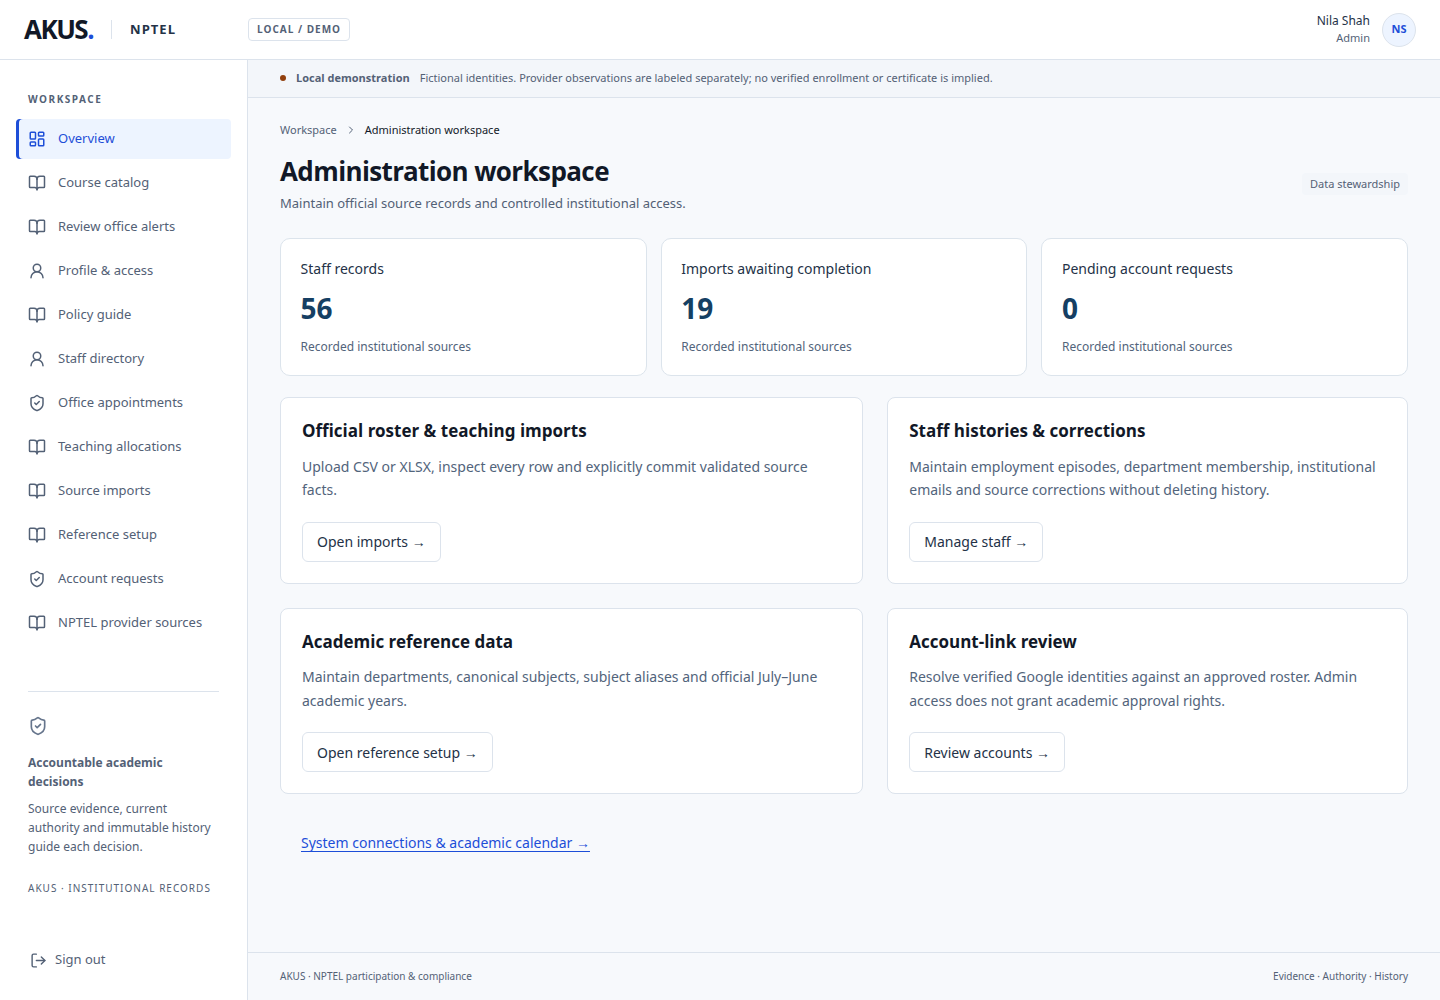 AKUS.
NPTEL
LOCAL / DEMO
Nila Shah
Admin
NS
WORKSPACE
Overview
Course catalog
Review office alerts
Profile & access
Policy guide
Staff directory
Office appointments
Teaching allocations
Source imports
Reference setup
Account requests
NPTEL provider sources
Accountable academic
decisions
Source evidence, current
authority and immutable history
guide each decision.
AKUS · INSTITUTIONAL RECORDS
Sign out
Local demonstration Fictional identities. Provider observations are labeled separately; no verified enrollment or certificate is implied.
Workspace > Administration workspace
Administration workspace
Maintain official source records and controlled institutional access.
Data stewardship
Staff records
56
Recorded institutional sources
Imports awaiting completion
19
Recorded institutional sources
Pending account requests
0
Recorded institutional sources
Official roster & teaching imports
Upload CSV or XLSX, inspect every row and explicitly commit validated source
facts.
Open imports →
Staff histories & corrections
Maintain employment episodes, department membership, institutional
emails and source corrections without deleting history.
Manage staff →
Academic reference data
Maintain departments, canonical subjects, subject aliases and official July–June
academic years.
Open reference setup →
Account-link review
Resolve verified Google identities against an approved roster. Admin
access does not grant academic approval rights.
Review accounts →
System connections & academic calendar →
AKUS · NPTEL participation & compliance
Evidence · Authority · History